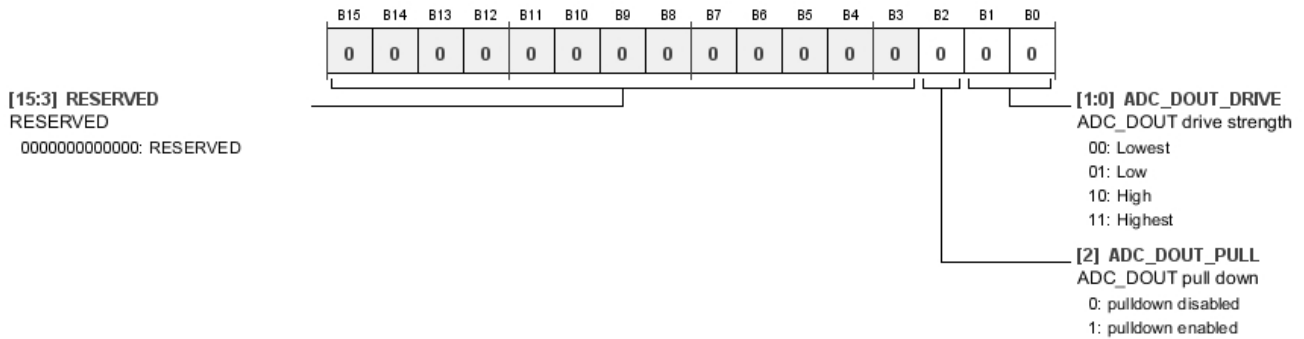 B15 B14 B13 B12 B11 B10 B9 B8 B7 B6 B5 B4 B3 B2 B1 B0
0 0 0 0 0 0 0 0 0 0 0 0 0 0 0 0
[15:3] RESERVED
RESERVED
0000000000000: RESERVED
[1:0] ADC_DOUT_DRIVE
ADC_DOUT drive strength
00: Lowest
01: Low
10: High
11: Highest
[2] ADC_DOUT_PULL
ADC_DOUT pull down
0: pulldown disabled
1: pulldown enabled